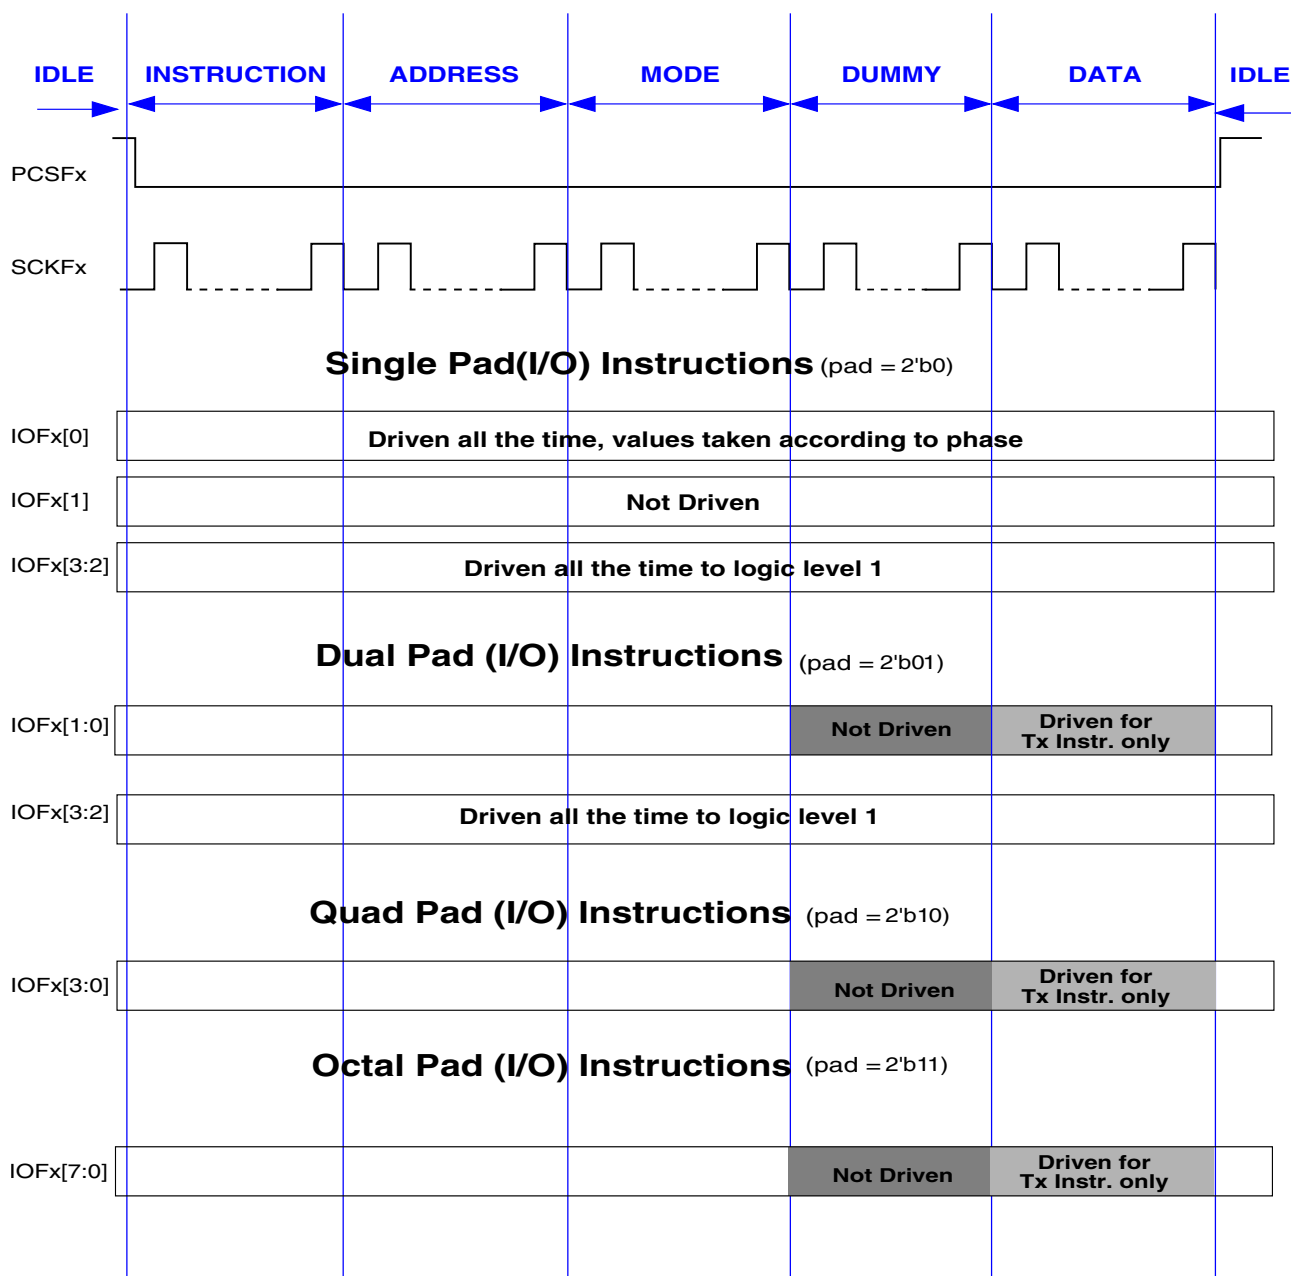 IDLE INSTRUCTION ADDRESS MODE DUMMY DATA IDLE
PCSFx
SCKFx
Single Pad(I/O) Instructions (pad = 2'b0)
IOFx[0] Driven all the time, values taken according to phase
IOFx[1] Not Driven
IOFx[3:2] Driven all the time to logic level 1
Dual Pad (I/O) Instructions (pad = 2'b01)
IOFx[1:0] Not Driven Driven for
Tx Instr. only
IOFx[3:2] Driven all the time to logic level 1
Quad Pad (I/O) Instructions (pad = 2'b10)
IOFx[3:0] Not Driven Driven for
Tx Instr. only
Octal Pad (I/O) Instructions (pad = 2'b11)
IOFx[7:0] Not Driven Driven for
Tx Instr. only